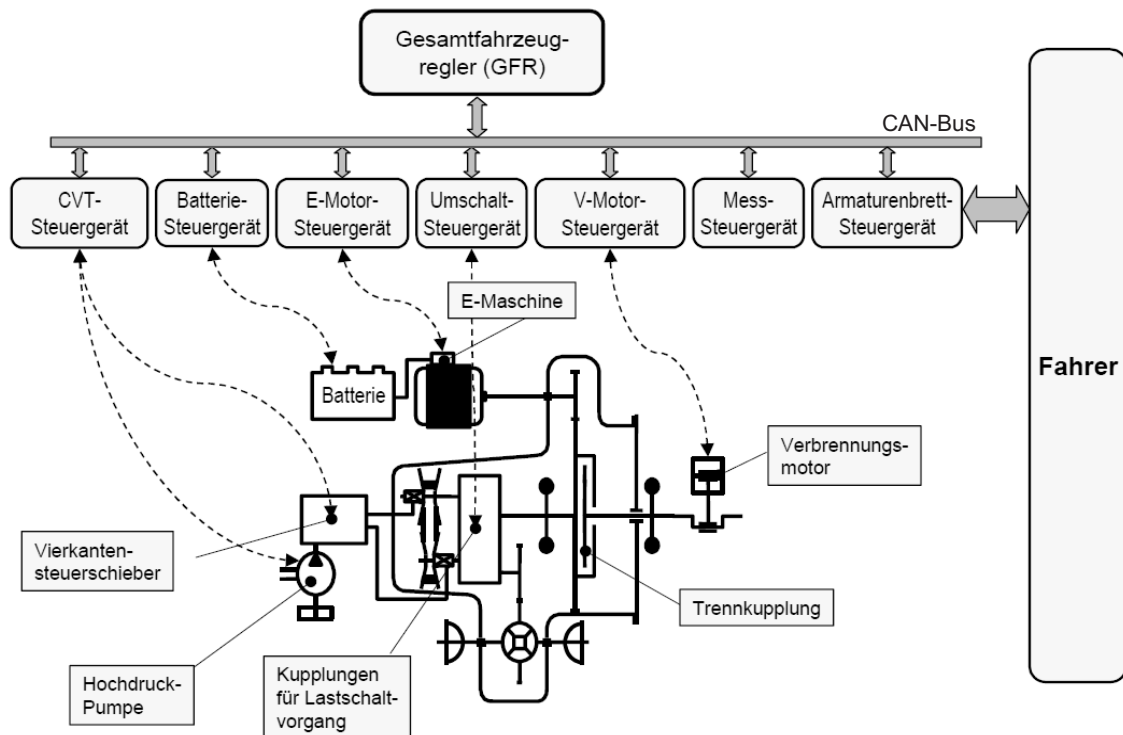 Gesamtfahrzeug-
regler (GFR)
CAN-Bus
CVT-
Steuergerät
Batterie-
Steuergerät
E-Motor-
Steuergerät
Umschalt-
Steuergerät
V-Motor-
Steuergerät
Mess-
Steuergerät
Armaturenbrett-
Steuergerät
Fahrer
E-Maschine
Batterie
Verbrennungs-
motor
Vierkanten-
steuerschieber
Trennkupplung
Hochdruck-
Pumpe
Kupplungen
für Lastschalt-
vorgang